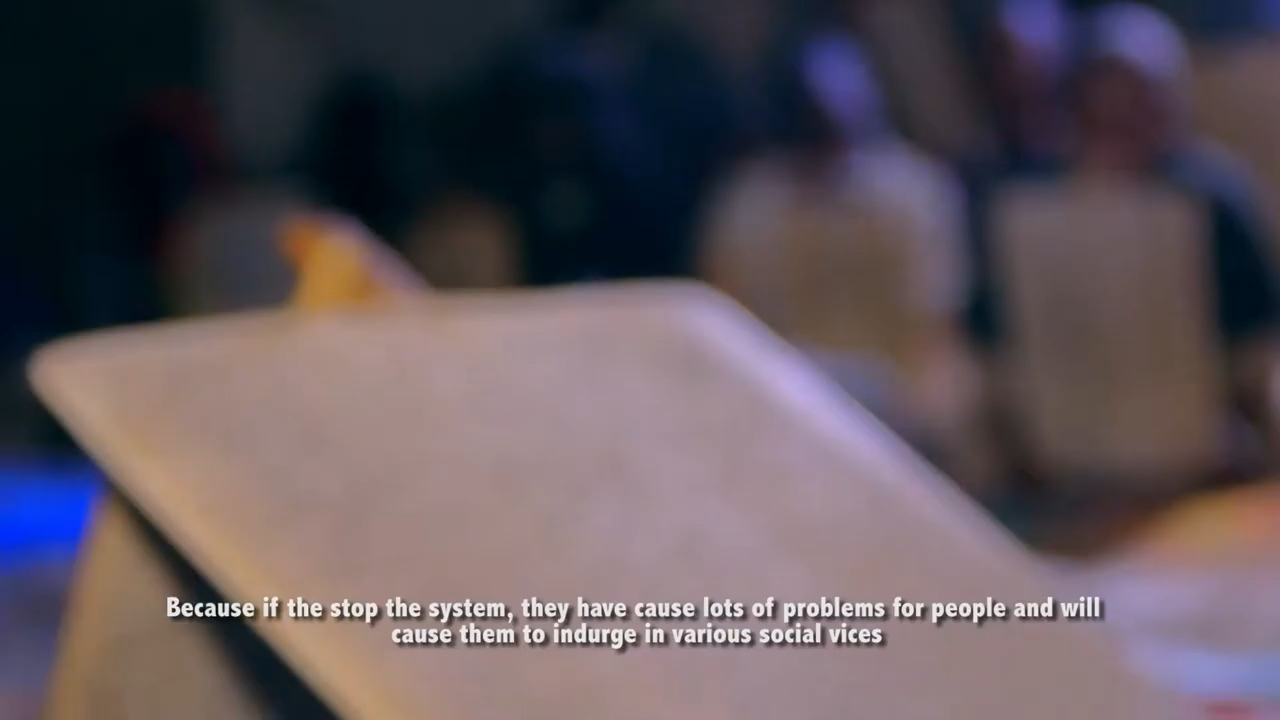 Because if the stop the system, they have cause lots of problems for people and will
cause them to indurge in various social vices